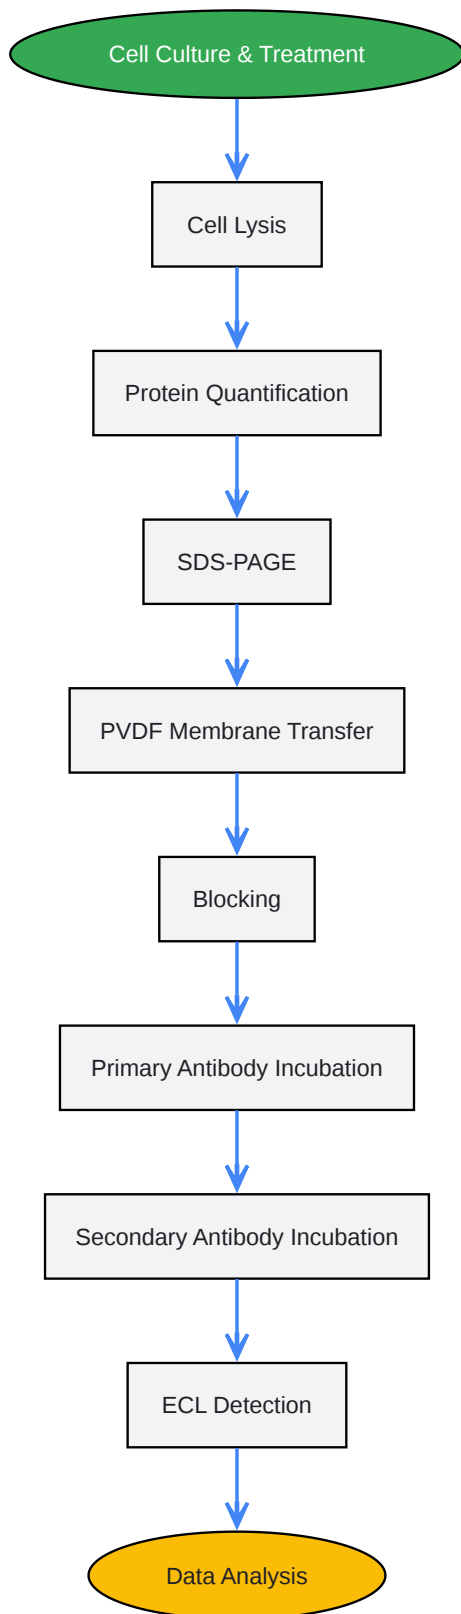 Cell Culture & Treatment
Cell Lysis
Protein Quantification
SDS-PAGE
PVDF Membrane Transfer
Blocking
Primary Antibody Incubation
Secondary Antibody Incubation
ECL Detection
Data Analysis